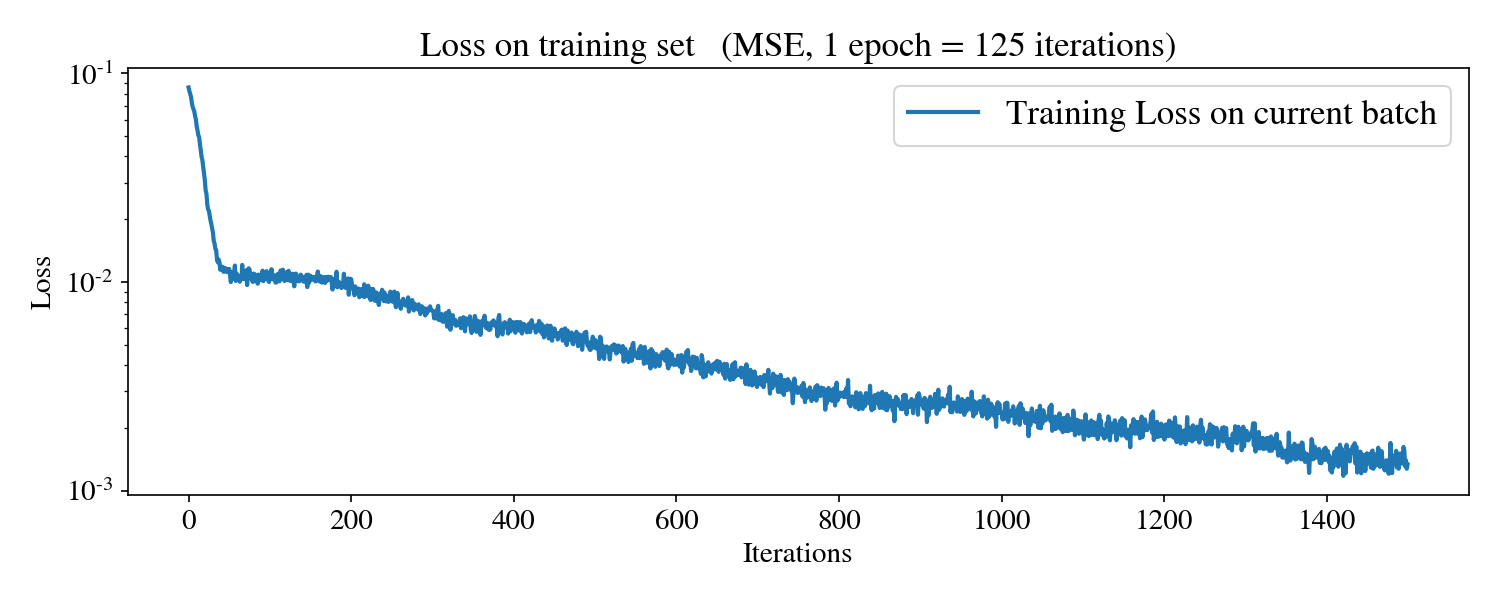 Loss on training set (MSE, 1 epoch = 125 iterations)
Training Loss on current batch
10-1
10-2
10-3
Loss
0 200 400 600 800 1000 1200 1400
Iterations